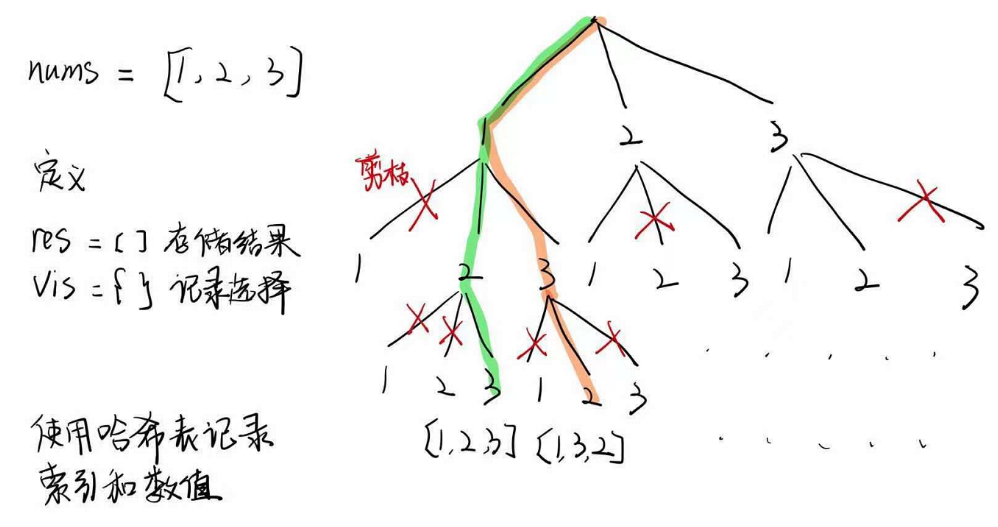 nums = [1, 2, 3]
定义
res = [ ] 存储结果
Vis = { } 记录选择
使用哈希表记录
索引和数值
1
2 3
剪枝
1 2 3 1 2 3 1 2 3
1 2 3 1 2 3
. . . . .
[1,2,3] [1,3,2]
. . . . .